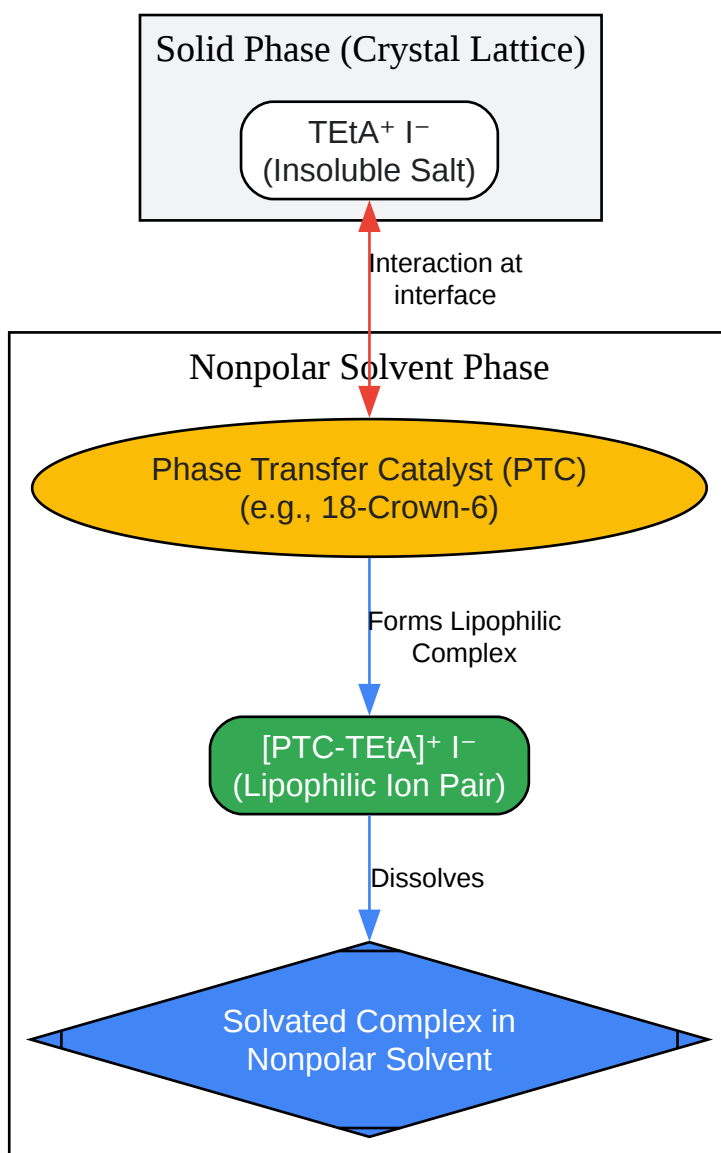 Solid Phase (Crystal Lattice)
TEtA⁺ I⁻
(Insoluble Salt)
Interaction at
interface
Nonpolar Solvent Phase
Phase Transfer Catalyst (PTC)
(e.g., 18-Crown-6)
Forms Lipophilic
Complex
[PTC-TEtA]⁺ I⁻
(Lipophilic Ion Pair)
Dissolves
Solvated Complex in
Nonpolar Solvent